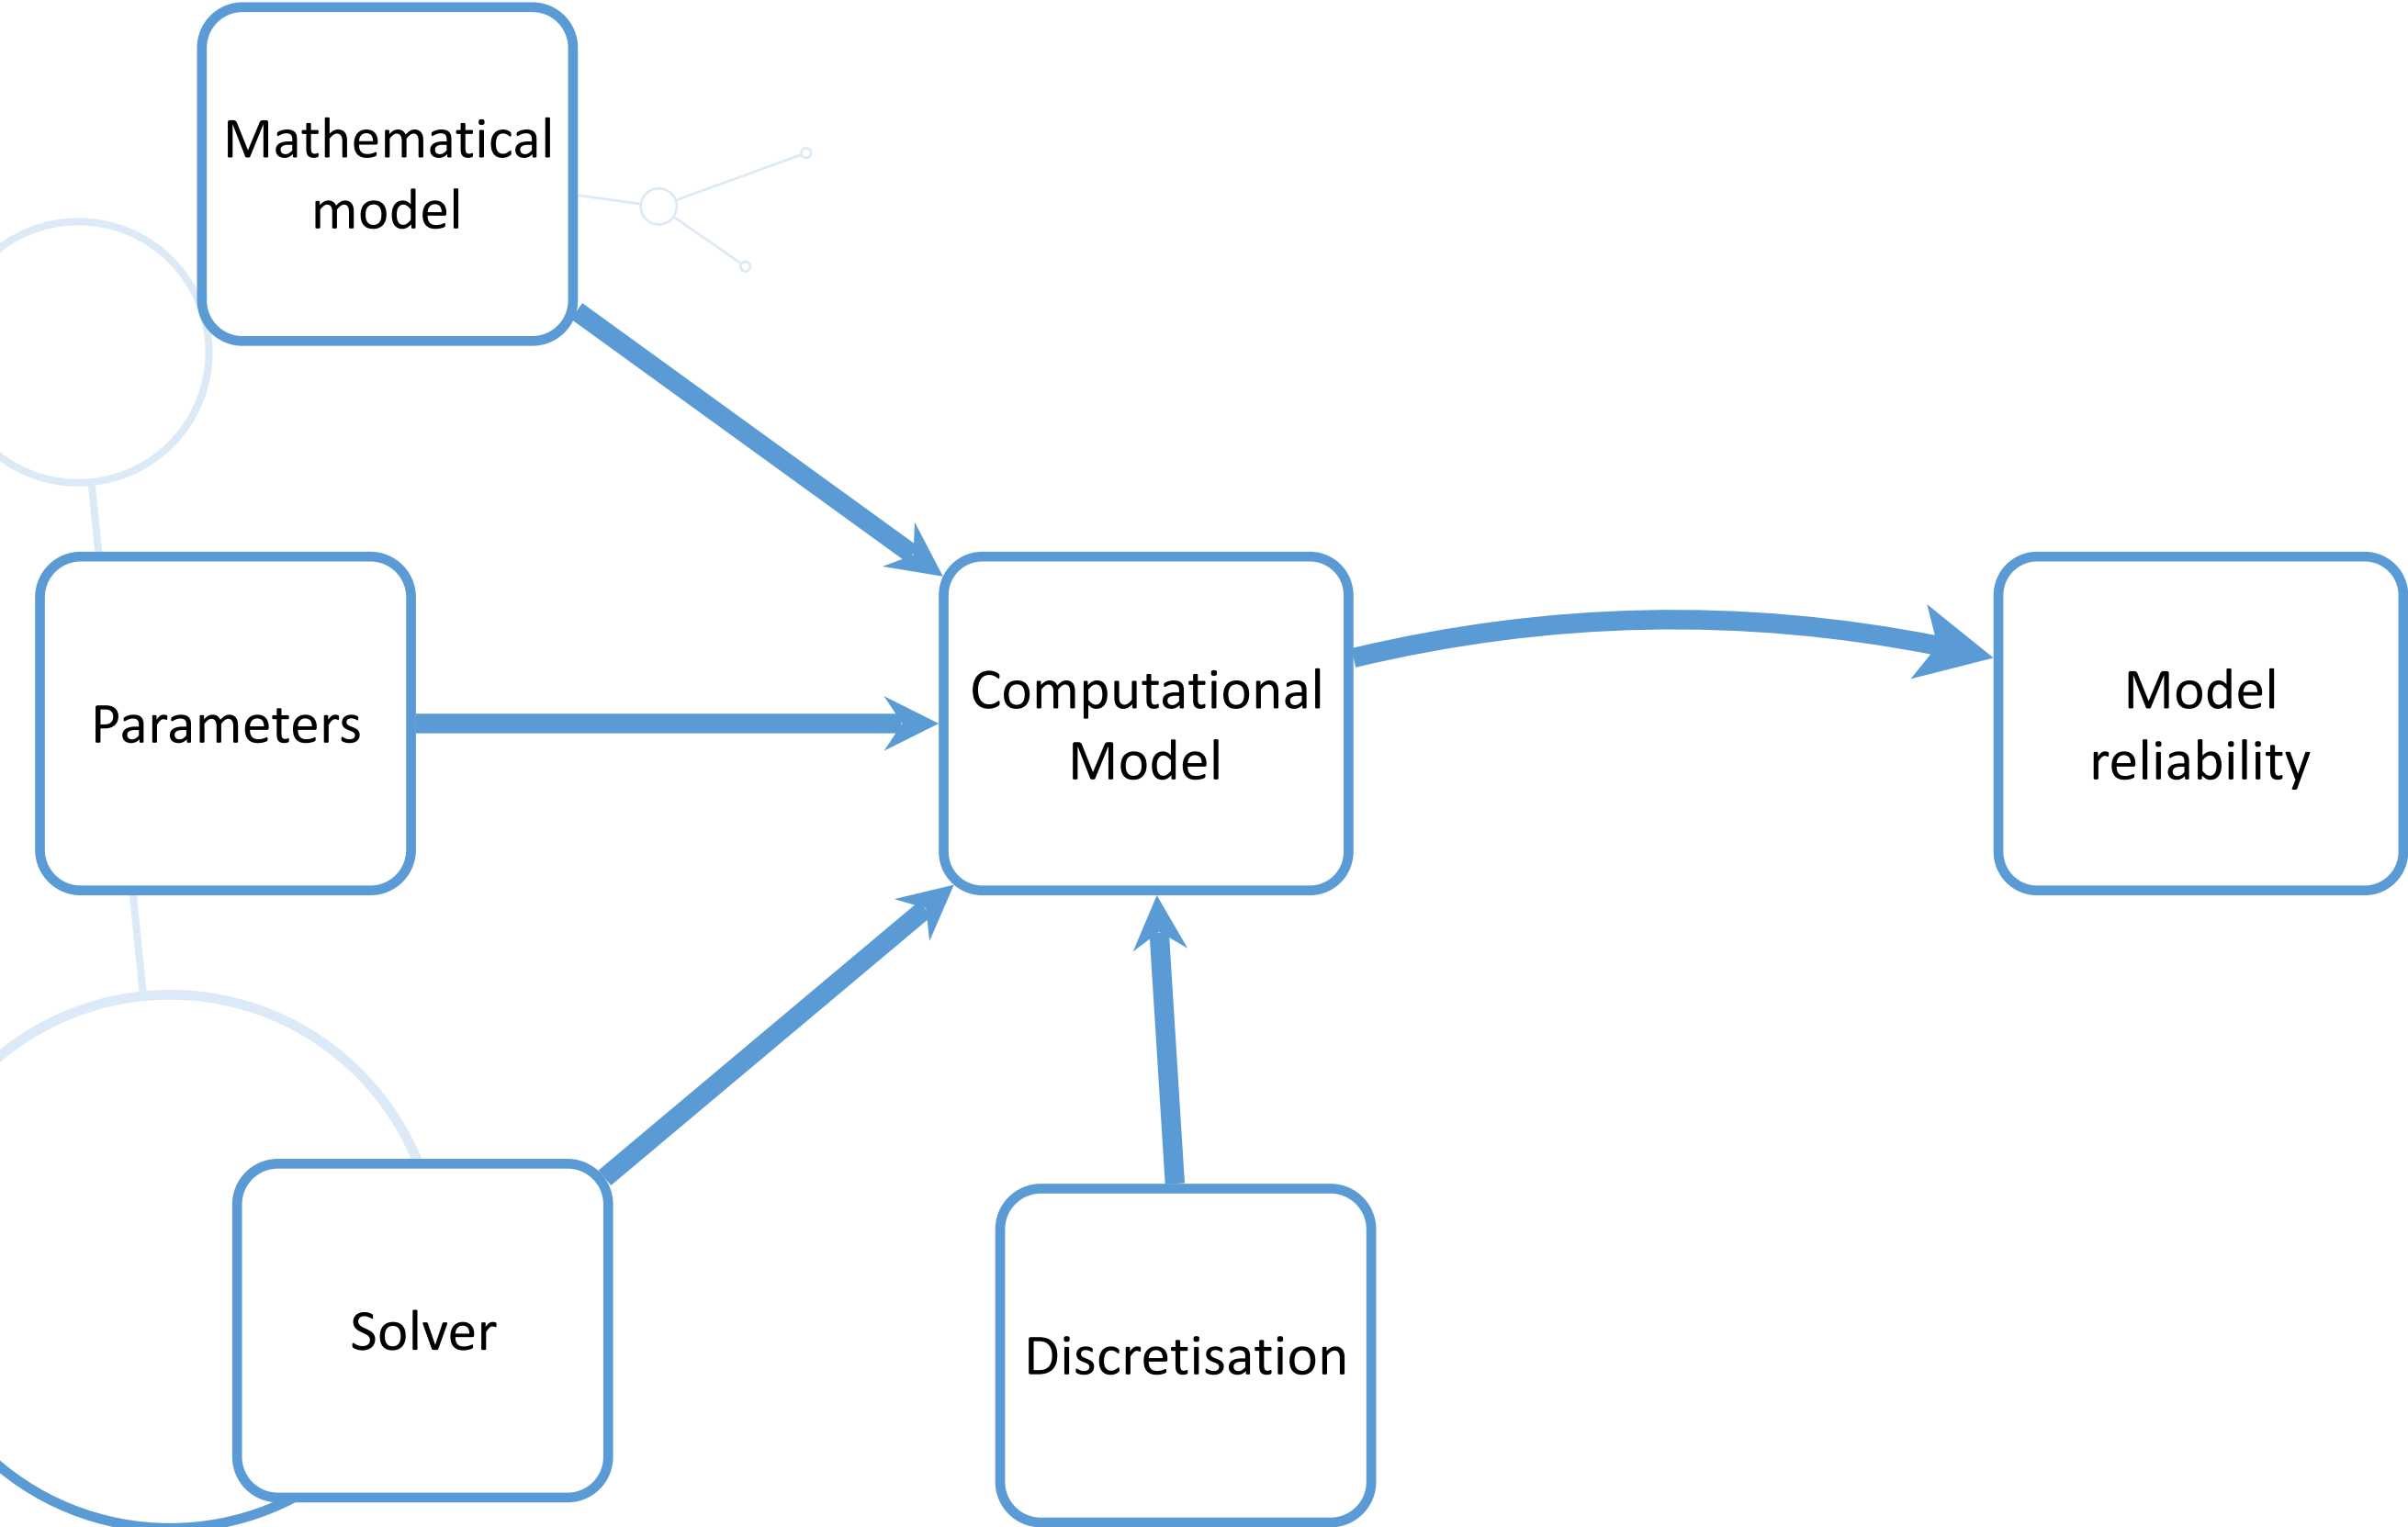 Mathematical
model
Parameters
Computational
Model
Model
reliability
Solver
Discretisation